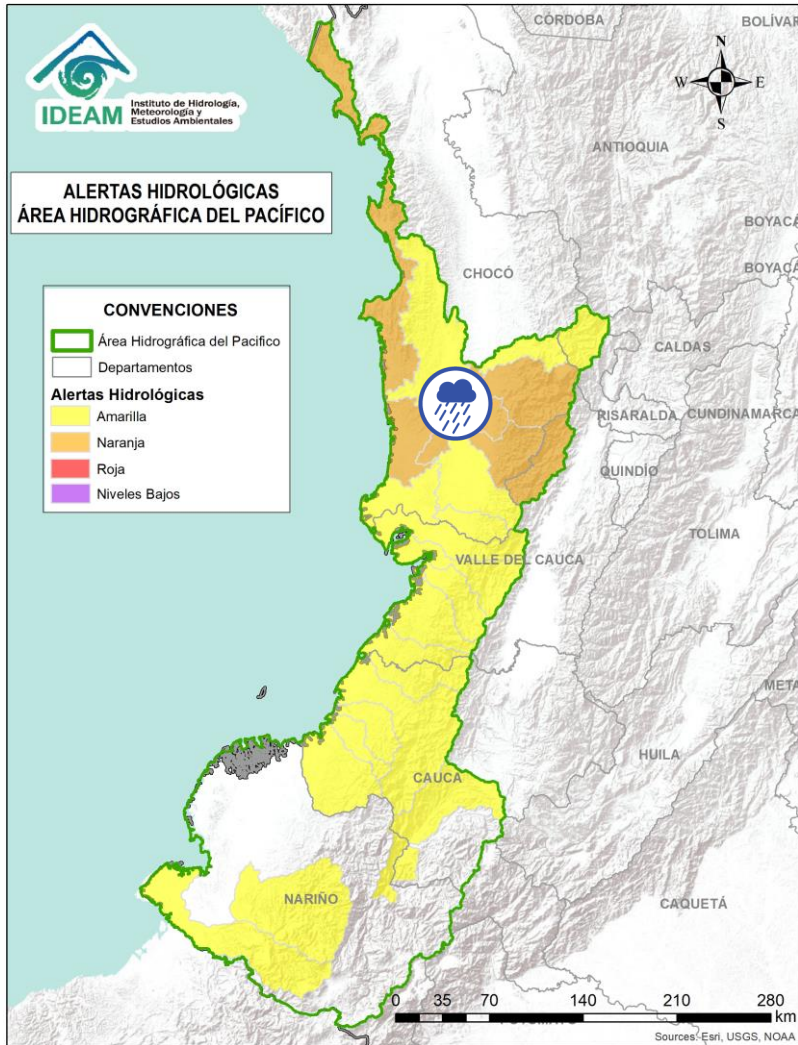 CÓRDOBA
BOLÍVAR
N
W
E
S
IDEAM
Instituto de Hidrología,
Meteorología y
Estudios Ambientales
ANTIOQUIA
ALERTAS HIDROLÓGICAS
ÁREA HIDROGRÁFICA DEL PACÍFICO
BOYACÁ
BOYACÁ
CHOCÓ
CONVENCIONES
Área Hidrográfica del Pacifico
Departamentos
Alertas Hidrológicas
Amarilla
Naranja
Roja
Niveles Bajos
CALDAS
RISARALDA
CUNDINAMARCA
QUINDÍO
TOLIMA
VALLE DEL CAUCA
META
HUILA
CAUCA
NARIÑO
CAQUETÁ
0 35 70 140 210 280
km
Sources: Esri, USGS, NOAA